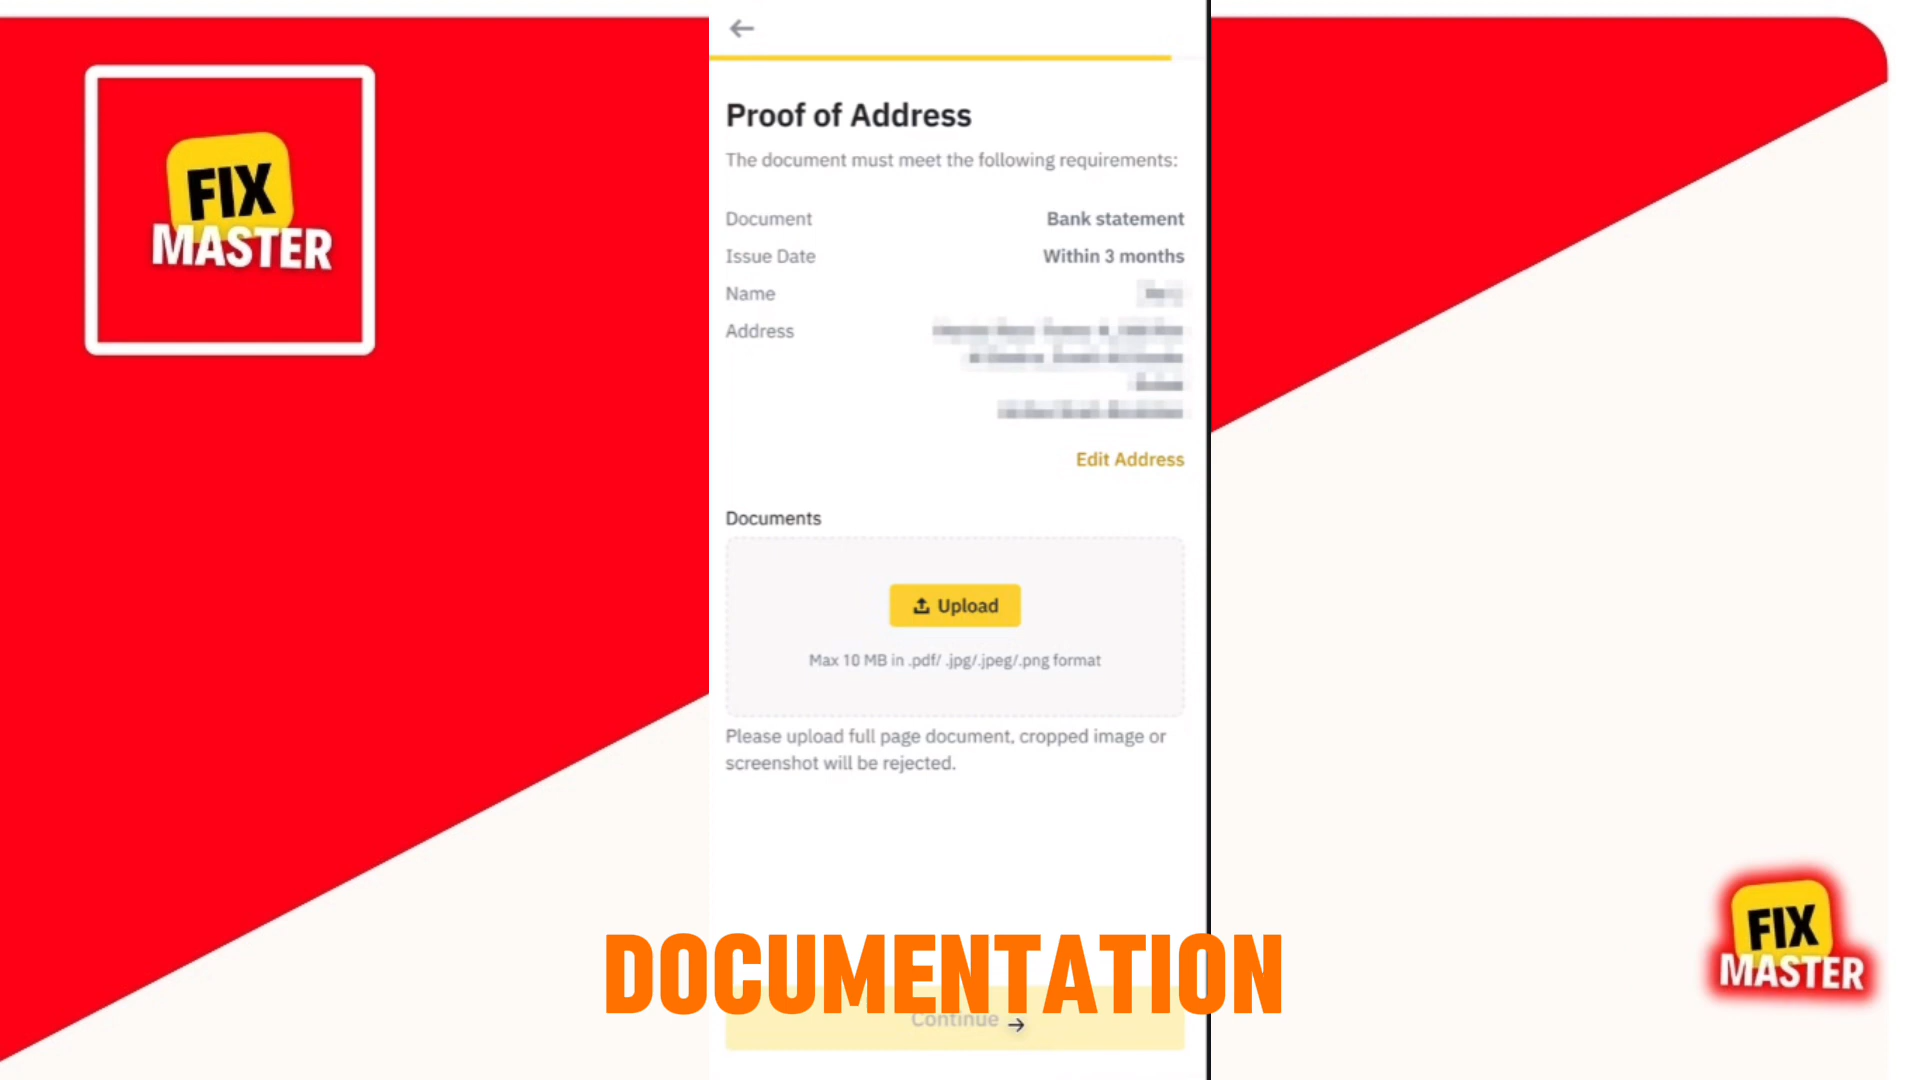 FIX
MASTER
Proof of Address
The document must meet the following requirements:
Document Bank statement
Issue Date Within 3 months
Name
Address
Edit Address
Documents
Upload
Max 10 MB in .pdf/ .jpg/.jpeg/.png format
Please upload full page document, cropped image or
screenshot will be rejected.
DOCUMENTATION
Continue
FIX
MASTER